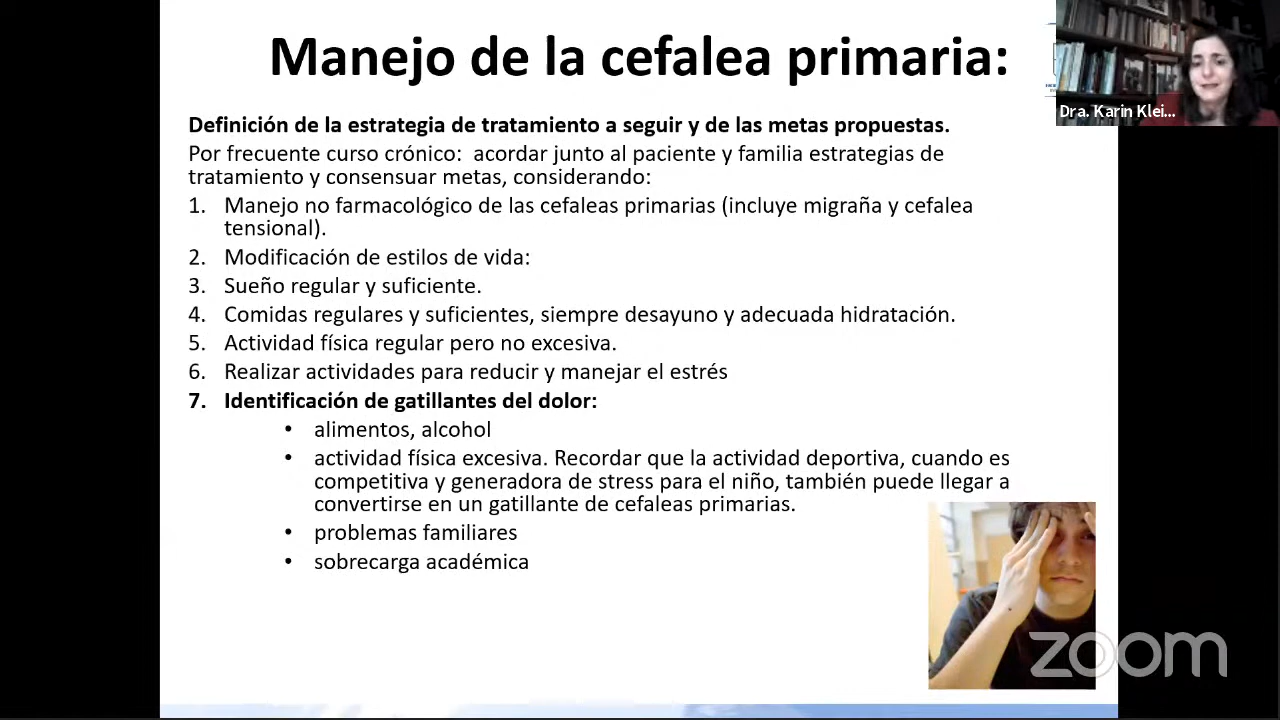 Manejo de la cefalea primaria:
Dra. Karin Klei...
Definición de la estrategia de tratamiento a seguir y de las metas propuestas.
Por frecuente curso crónico: acordar junto al paciente y familia estrategias de
tratamiento y consensuar metas, considerando:
1. Manejo no farmacológico de las cefaleas primarias (incluye migraña y cefalea
tensional).
2. Modificación de estilos de vida:
3. Sueño regular y suficiente.
4. Comidas regulares y suficientes, siempre desayuno y adecuada hidratación.
5. Actividad física regular pero no excesiva.
6. Realizar actividades para reducir y manejar el estrés
7. Identificación de gatillantes del dolor:
• alimentos, alcohol
• actividad física excesiva. Recordar que la actividad deportiva, cuando es
competitiva y generadora de stress para el niño, también puede llegar a
convertirse en un gatillante de cefaleas primarias.
• problemas familiares
• sobrecarga académica
zoom